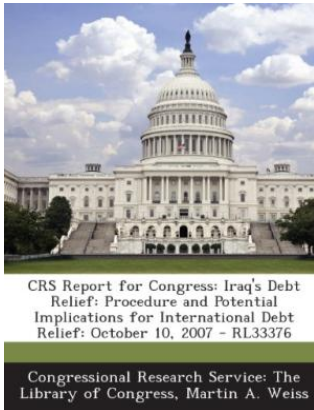 CRS Report for Congress: Iraq's Debt
Relief: Procedure and Potential
Implications for International Debt
Relief: October 10, 2007 - RL33376
Congressional Research Service: The
Library of Congress, Martin A. Weiss